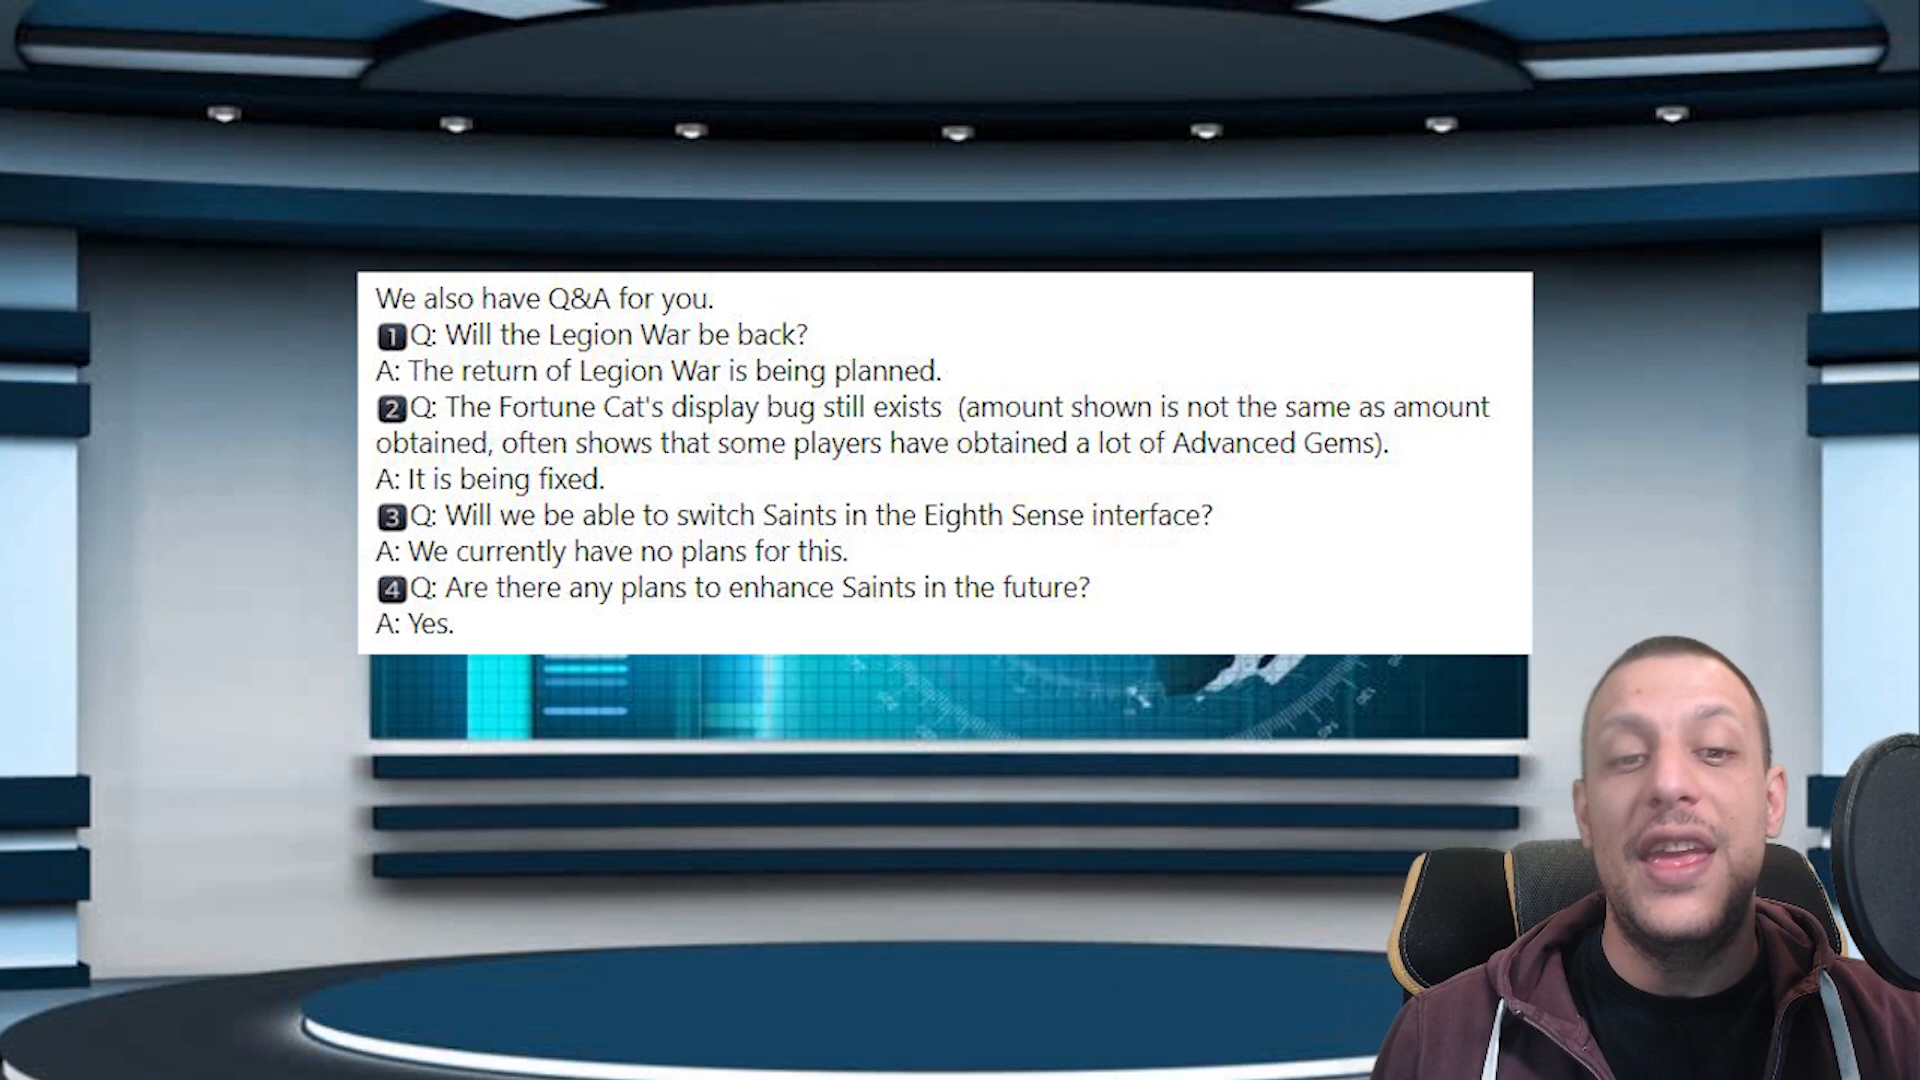 We also have Q&A for you.
1 Q: Will the Legion War be back?
A: The return of Legion War is being planned.
2 Q: The Fortune Cat's display bug still exists (amount shown is not the same as amount
obtained, often shows that some players have obtained a lot of Advanced Gems).
A: It is being fixed.
3 Q: Will we be able to switch Saints in the Eighth Sense interface?
A: We currently have no plans for this.
4 Q: Are there any plans to enhance Saints in the future?
A: Yes.